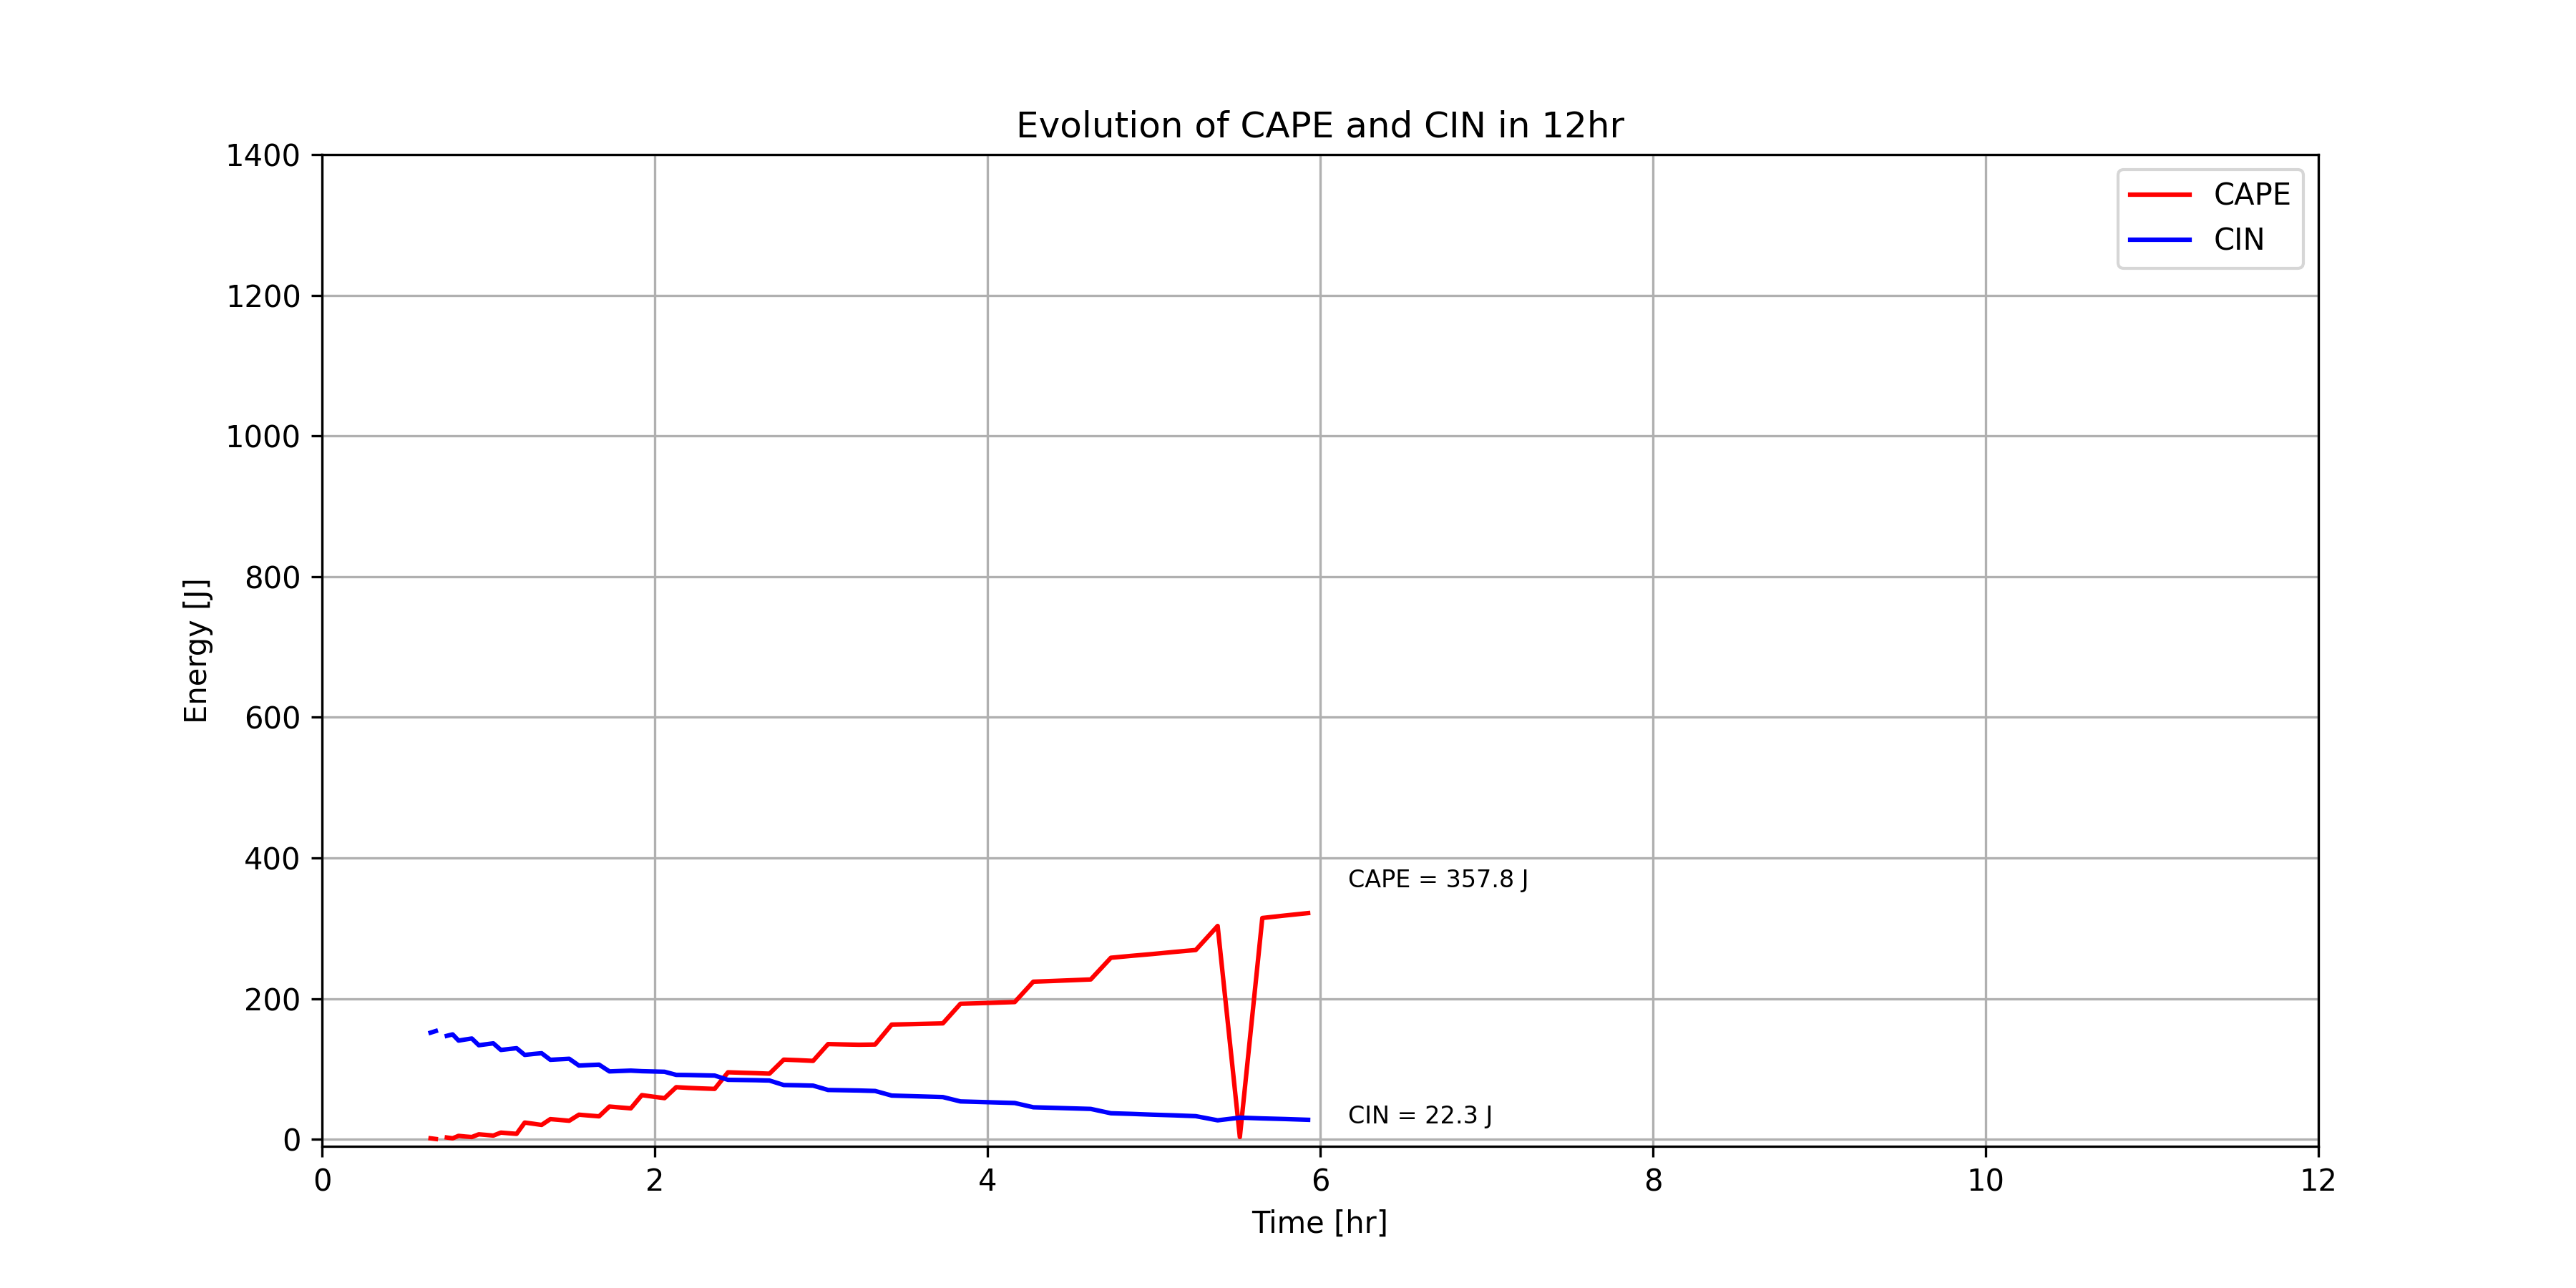 Evolution of CAPE and CIN in 12hr
1400
1200
1000
800
600
400
200
0
Energy [J]
CAPE
CIN
CAPE = 357.8 J
CIN = 22.3 J
0 2 4 6 8 10 12
Time [hr]